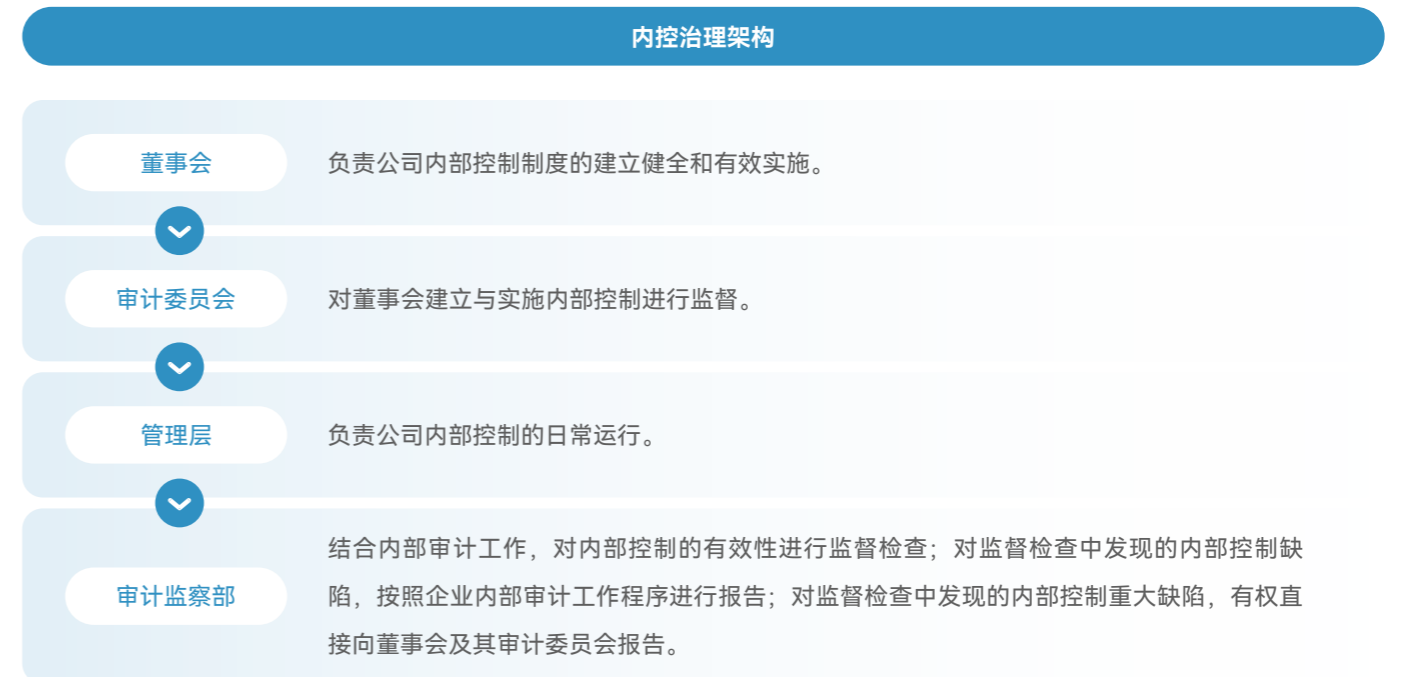 内控治理架构
董事会
负责公司内部控制制度的建立健全和有效实施。
审计委员会
对董事会建立与实施内部控制进行监督。
管理层
负责公司内部控制的日常运行。
审计监察部
结合内部审计工作，对内部控制的有效性进行监督检查；对监督检查中发现的内部控制缺
陷，按照企业内部审计工作程序进行报告；对监督检查中发现的内部控制重大缺陷，有权直
接向董事会及其审计委员会报告。